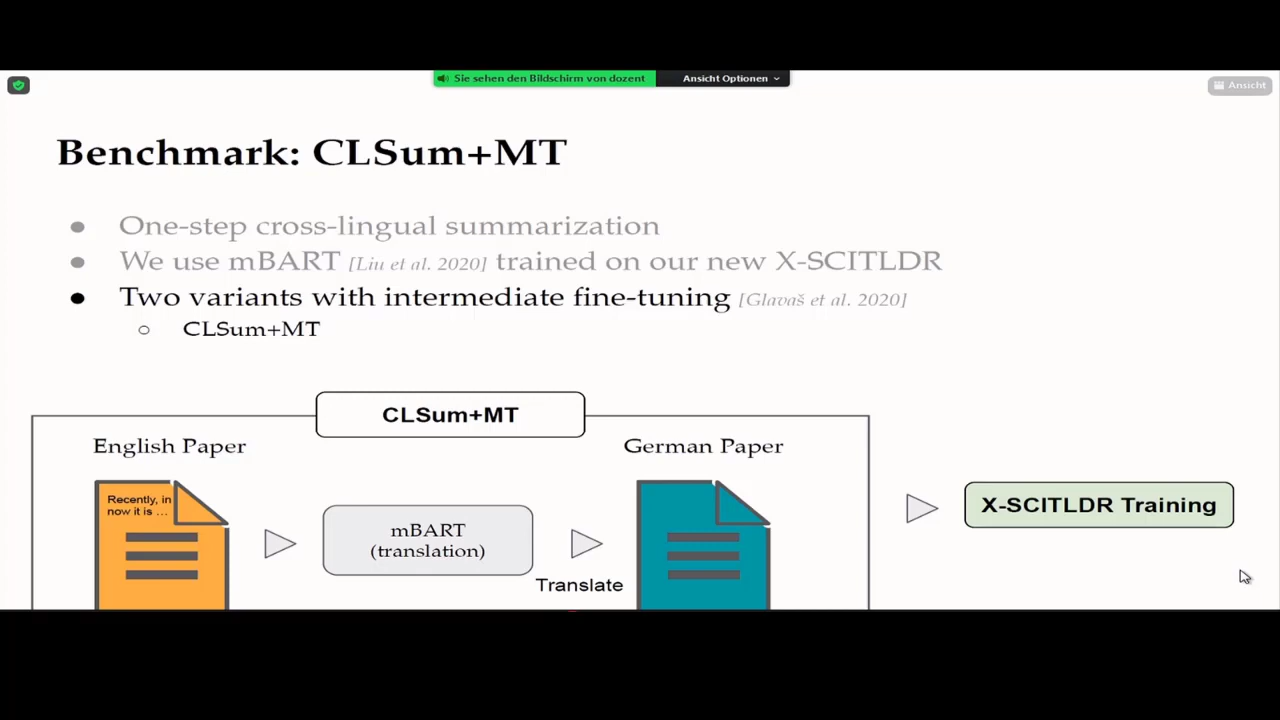 Sie sehen den Bildschirm von dozent
Ansicht Optionen
Ansicht
Benchmark: CLSum+MT
● One-step cross-lingual summarization
● We use mBART [Liu et al. 2020] trained on our new X-SCITLDR
● Two variants with intermediate fine-tuning [Glavaš et al. 2020]
○ CLSum+MT
CLSum+MT
English Paper
German Paper
Recently, in
now it is ...
mBART
(translation)
Translate
X-SCITLDR Training